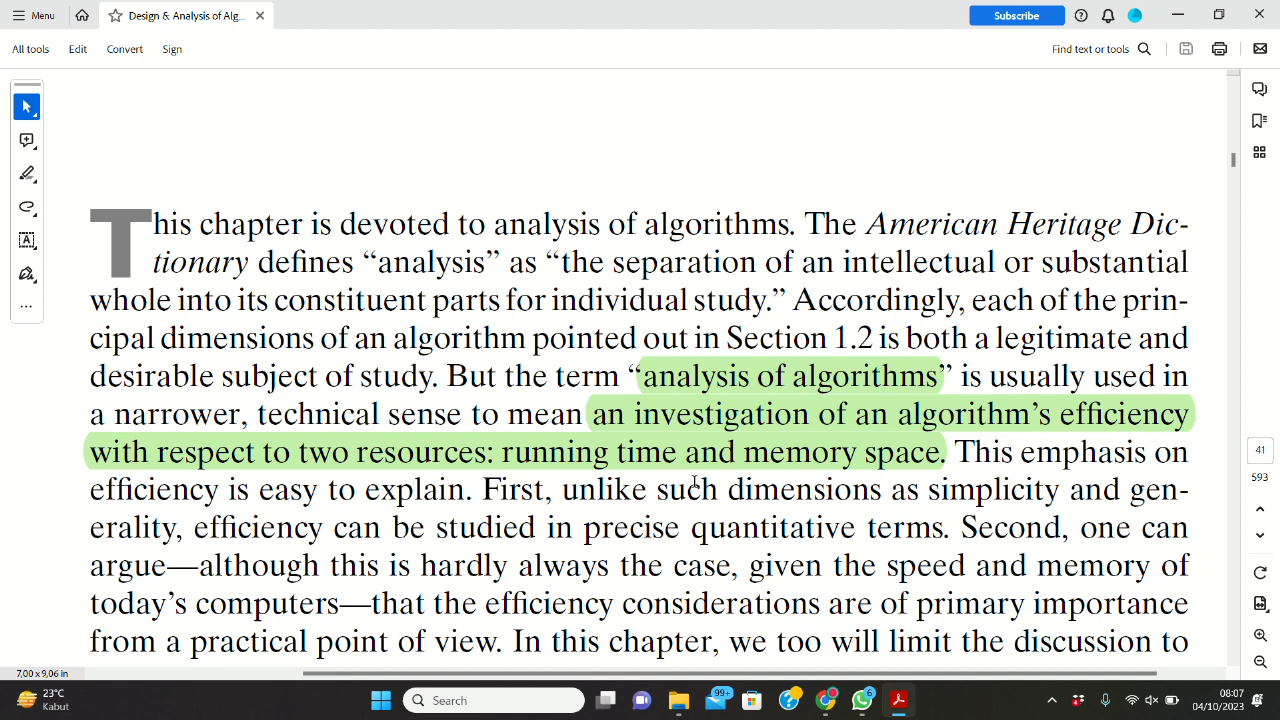 Menu
Design & Analysis of Alg...
Subscribe
All tools
Edit
Convert
Sign
Find text or tools
This chapter is devoted to analysis of algorithms. The American Heritage Dic-
tionary defines “analysis” as “the separation of an intellectual or substantial
whole into its constituent parts for individual study.” Accordingly, each of the prin-
cipal dimensions of an algorithm pointed out in Section 1.2 is both a legitimate and
desirable subject of study. But the term “analysis of algorithms” is usually used in
a narrower, technical sense to mean an investigation of an algorithm’s efficiency
with respect to two resources: running time and memory space. This emphasis on
efficiency is easy to explain. First, unlike such dimensions as simplicity and gen-
erality, efficiency can be studied in precise quantitative terms. Second, one can
argue—although this is hardly always the case, given the speed and memory of
today’s computers—that the efficiency considerations are of primary importance
from a practical point of view. In this chapter, we too will limit the discussion to
41
593
7,00 x 9,06 in
23°C
Kabut
Search
99+
6
08:07
04/10/2023